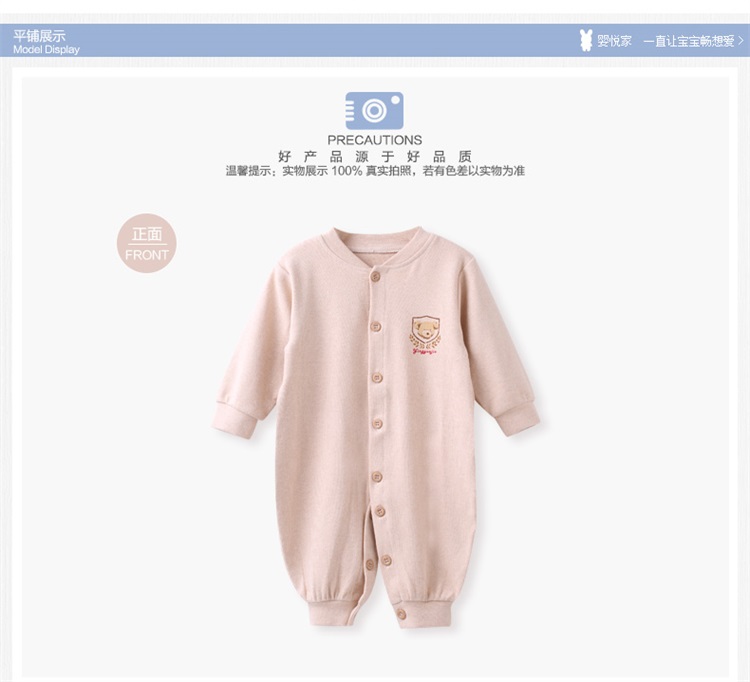 平铺展示
Model Display
婴悦家 一直让宝宝畅想爱 >
PRECAUTIONS
好产品源于好品质
温馨提示：实物展示 100% 真实拍照，若有色差以实物为准
正面
FRONT